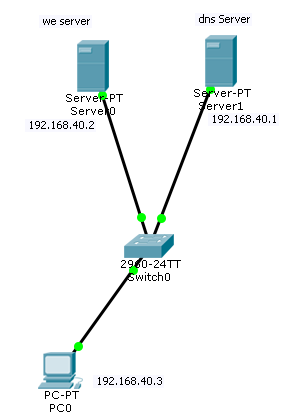 we server
dns Server
Server-PT
Server0
192.168.40.2
Server-PT
Server1
192.168.40.1
2960-24TT
Switch0
PC-PT
PC0
192.168.40.3